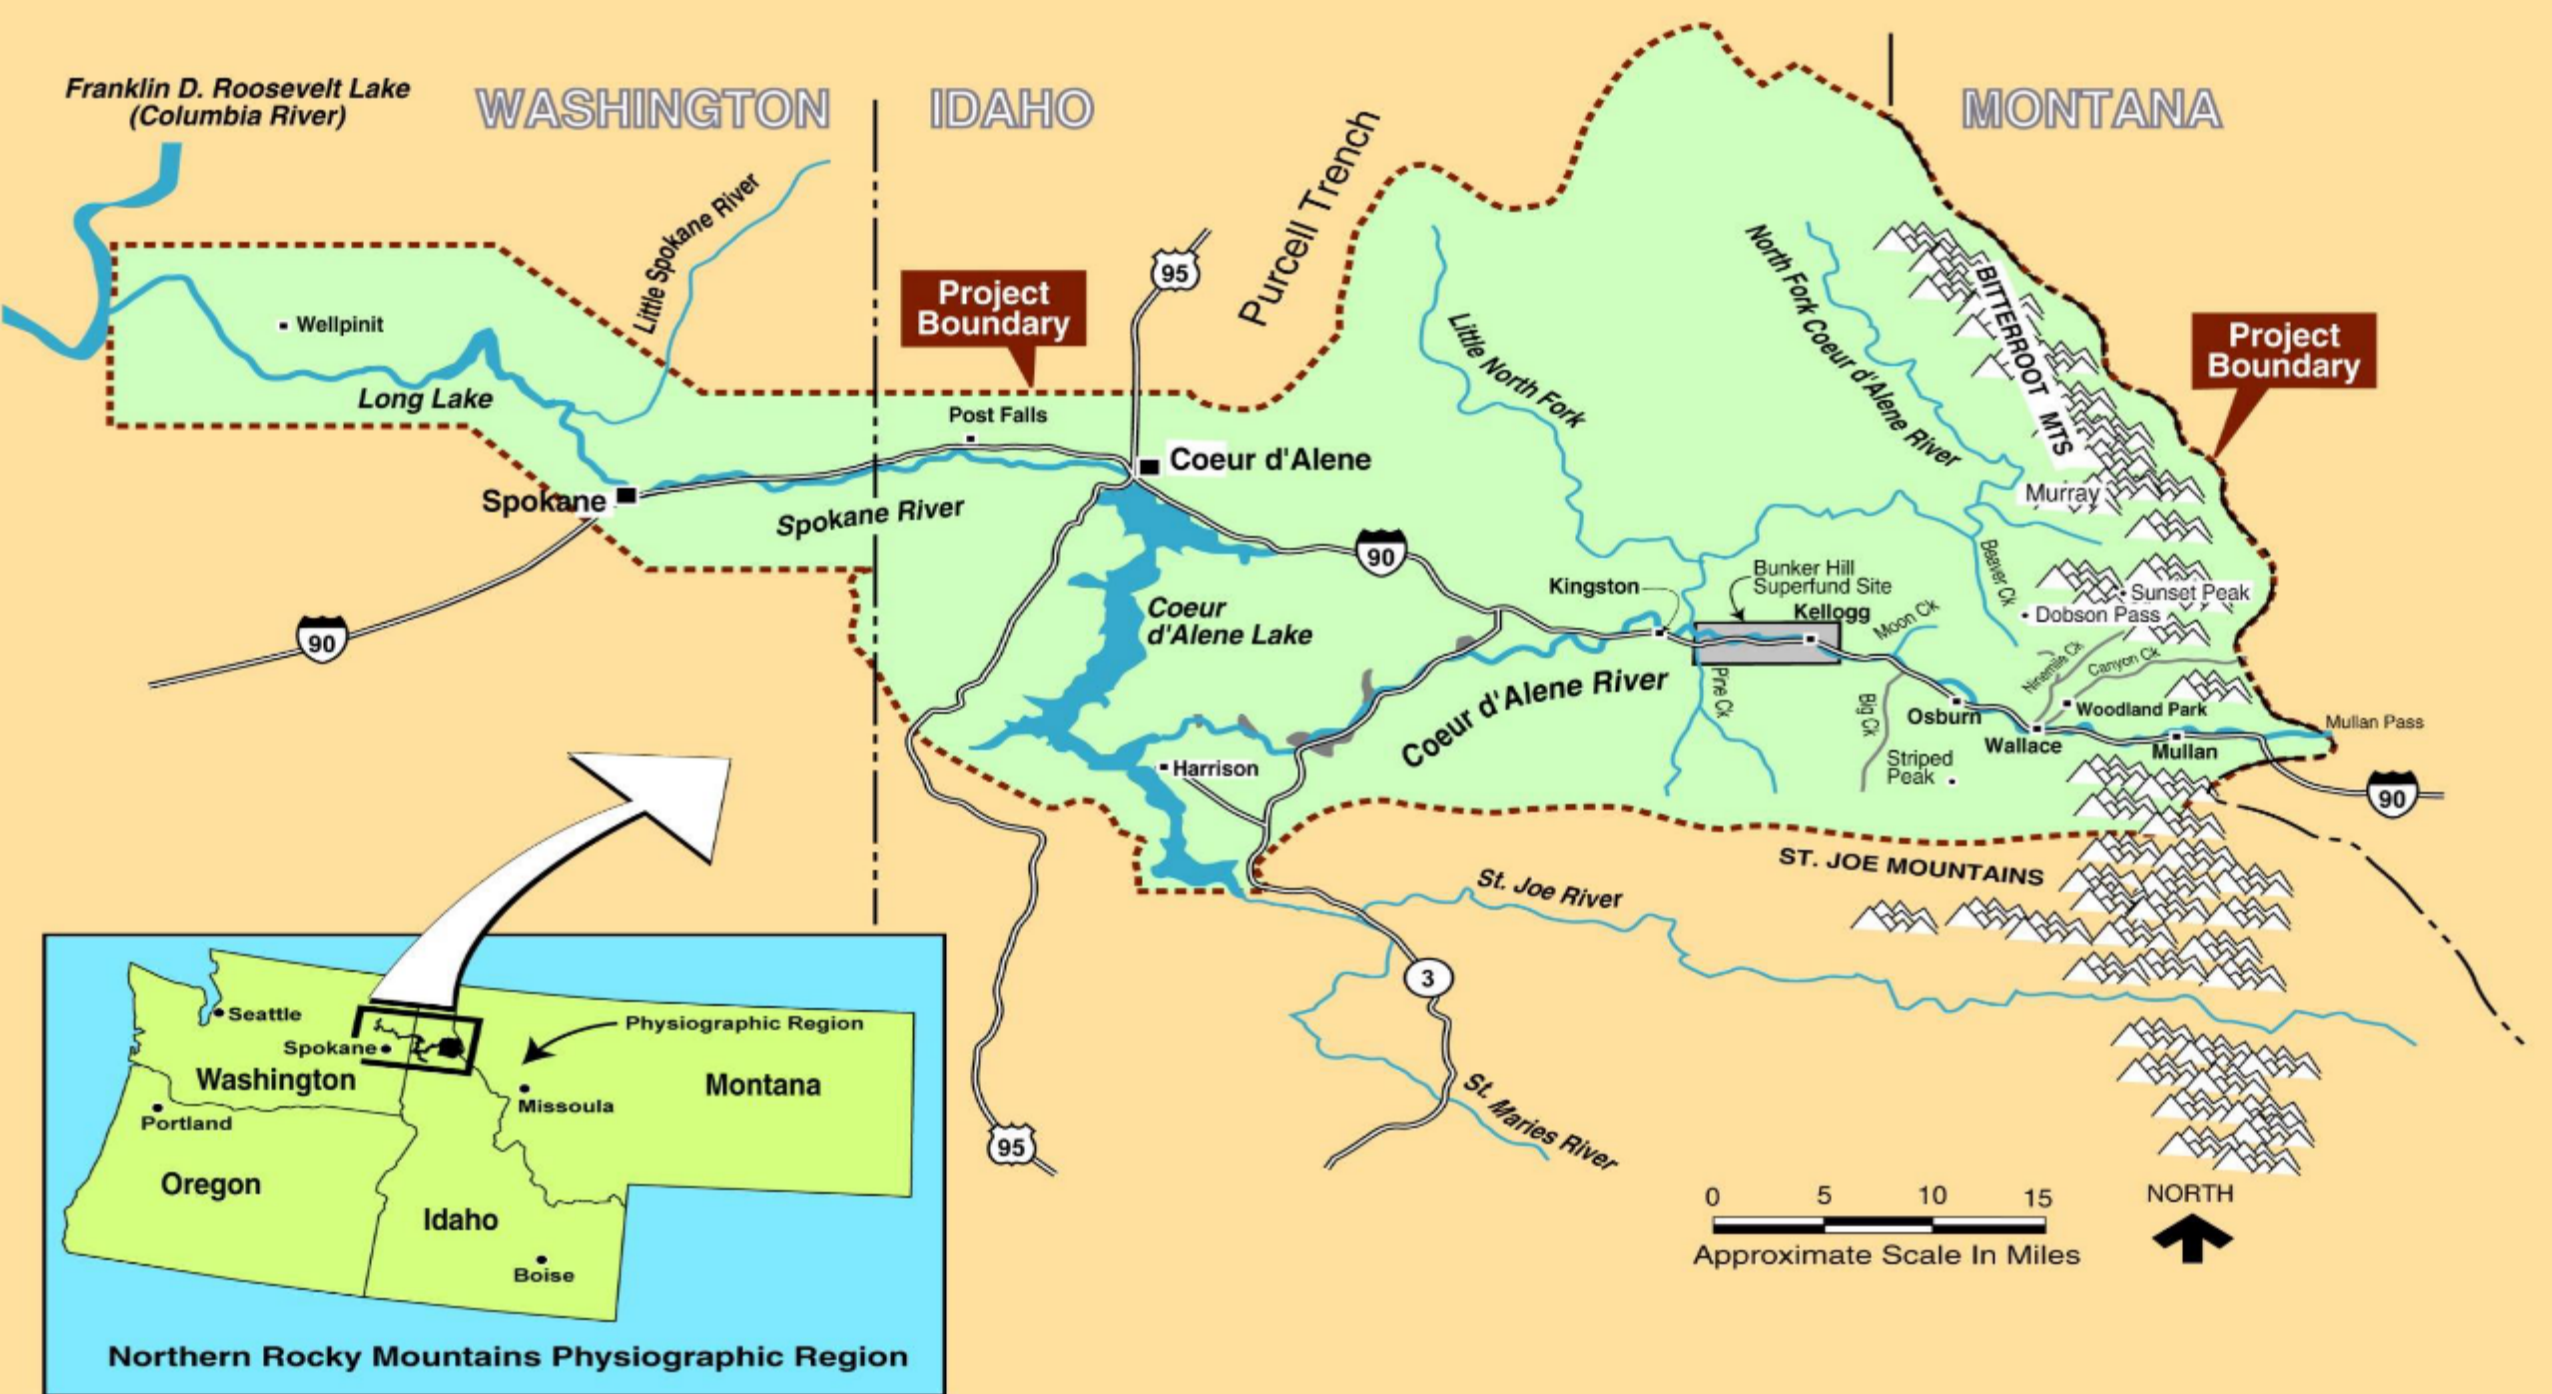 Franklin D. Roosevelt Lake
(Columbia River)
WASHINGTON
IDAHO
MONTANA
Little Spokane River
Purcell Trench
95
Project
Boundary
Wellpinit
Long Lake
Post Falls
Coeur d'Alene
Spokane
Spokane River
90
Little North Fork
North Fork Coeur d'Alene River
BITTERROOT MTS
Project
Boundary
Murray
90
Beaver Ck
Sunset Peak
Dobson Pass
Kingston
Bunker Hill
Superfund Site
Kellogg
Moon Ck
Coeur
d'Alene Lake
Coeur d'Alene River
Pine Ck
Big Ck
Ninemile Ck
Canyon Ck
Osburn
Woodland Park
Wallace
Mullan
Mullan Pass
Striped
Peak
90
Harrison
ST. JOE MOUNTAINS
St. Joe River
3
St. Maries River
95
Seattle
Spokane
Washington
Portland
Oregon
Idaho
Boise
Physiographic Region
Missoula
Montana
Northern Rocky Mountains Physiographic Region
0 5 10 15
Approximate Scale In Miles
NORTH